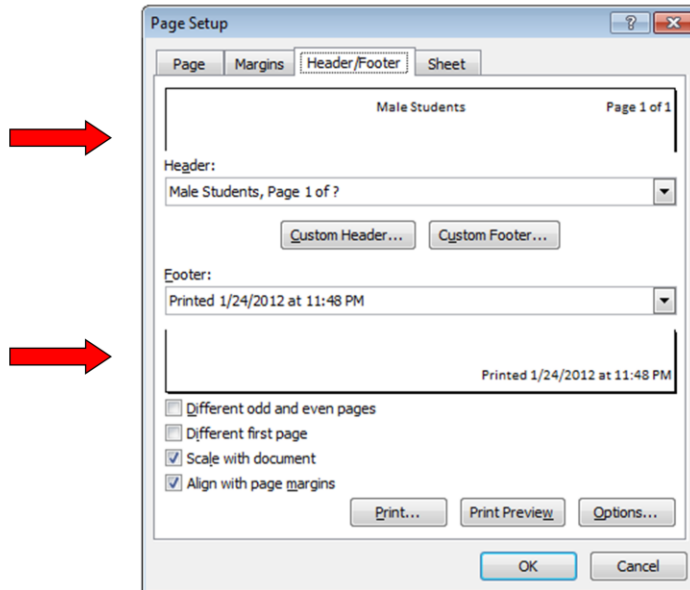 Page Setup
Page Margins Header/Footer Sheet
Male Students Page 1 of 1
Header:
Male Students, Page 1 of ?
Custom Header... Custom Footer...
Footer:
Printed 1/24/2012 at 11:48 PM
Printed 1/24/2012 at 11:48 PM
Different odd and even pages
Different first page
Scale with document
Align with page margins
Print... Print Preview Options...
OK Cancel